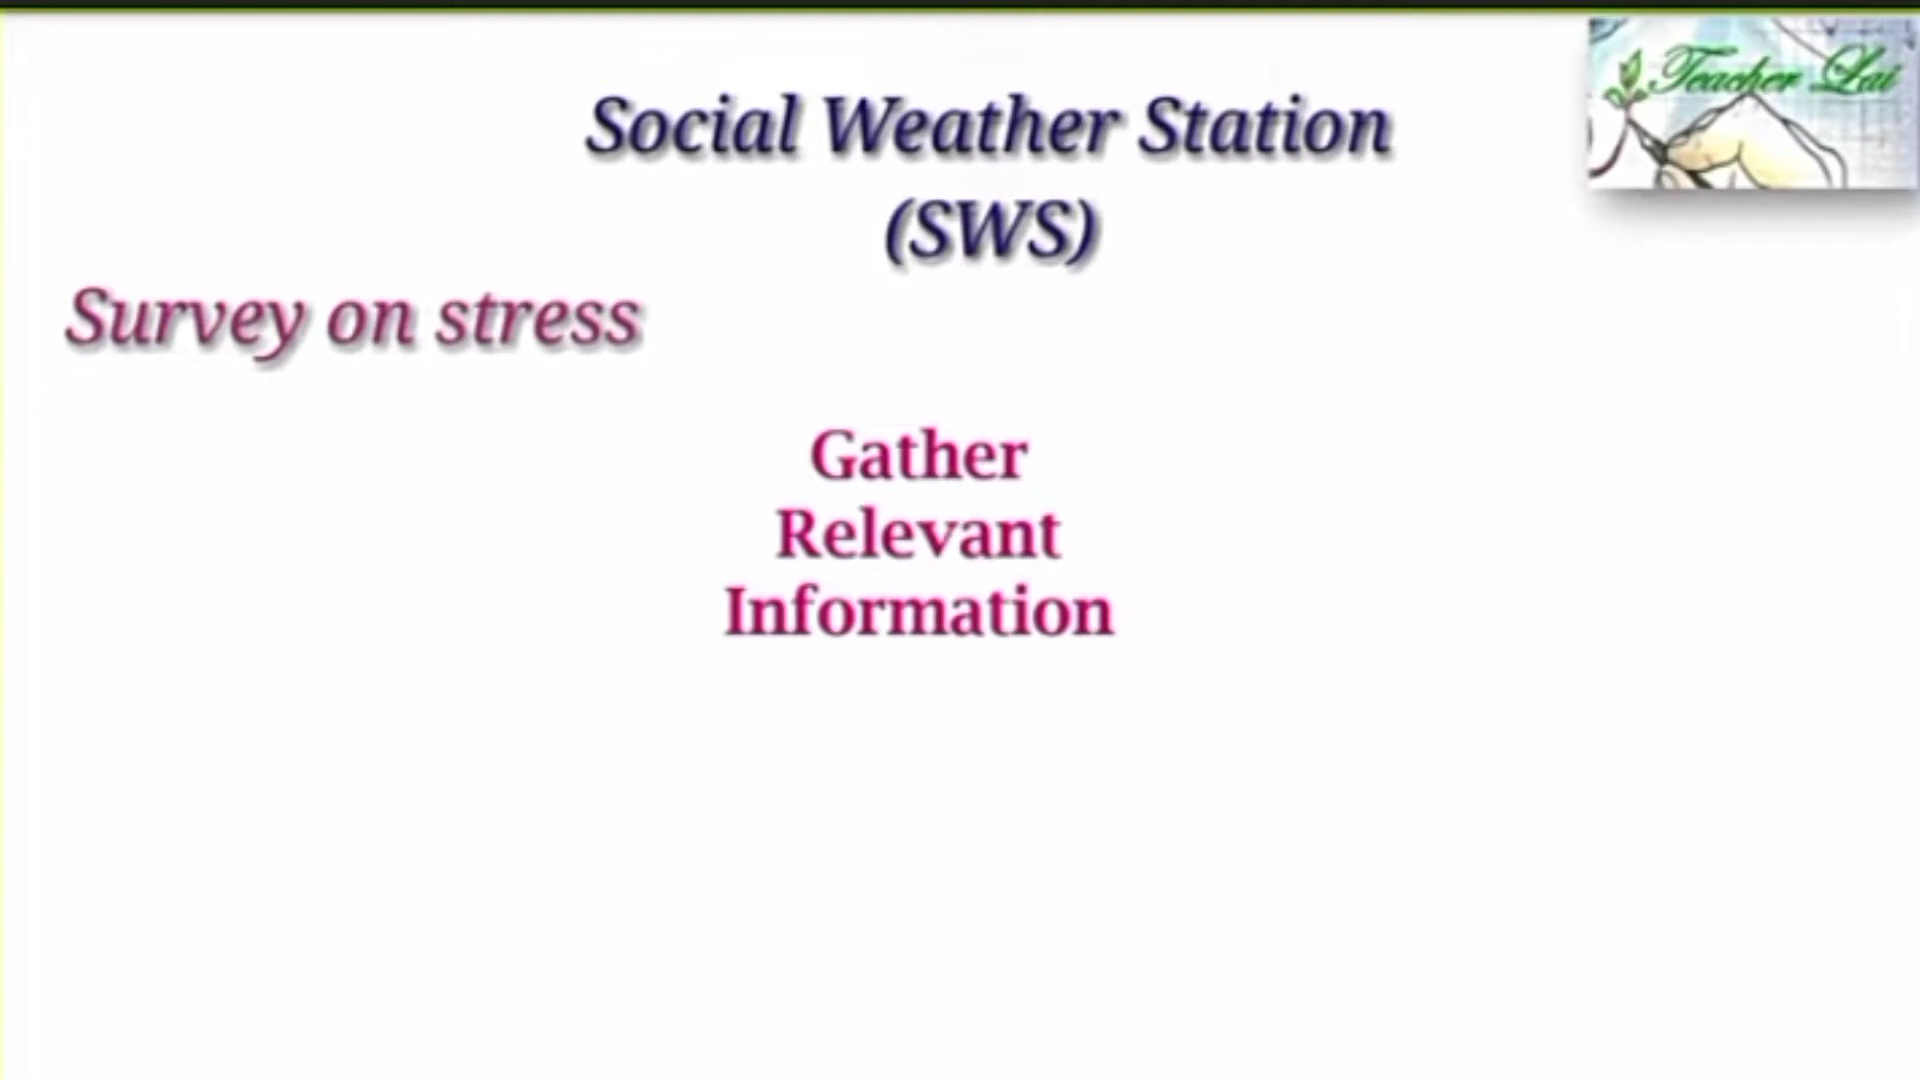 Teacher Lai
Social Weather Station
(SWS)
Survey on stress
Gather
Relevant
Information